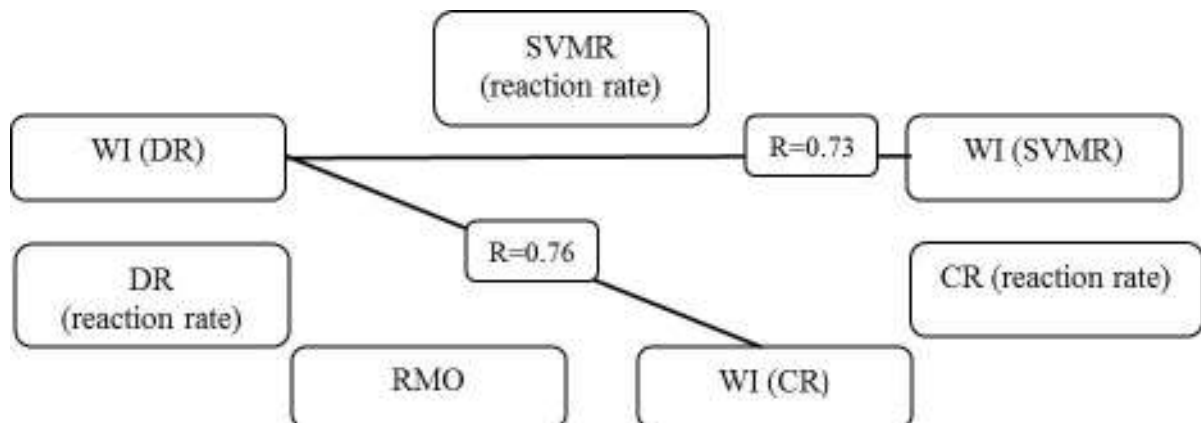 SVMR
(reaction rate)
WI (DR)
R=0.73
WI (SVMR)
R=0.76
DR
(reaction rate)
CR (reaction rate)
RMO
WI (CR)